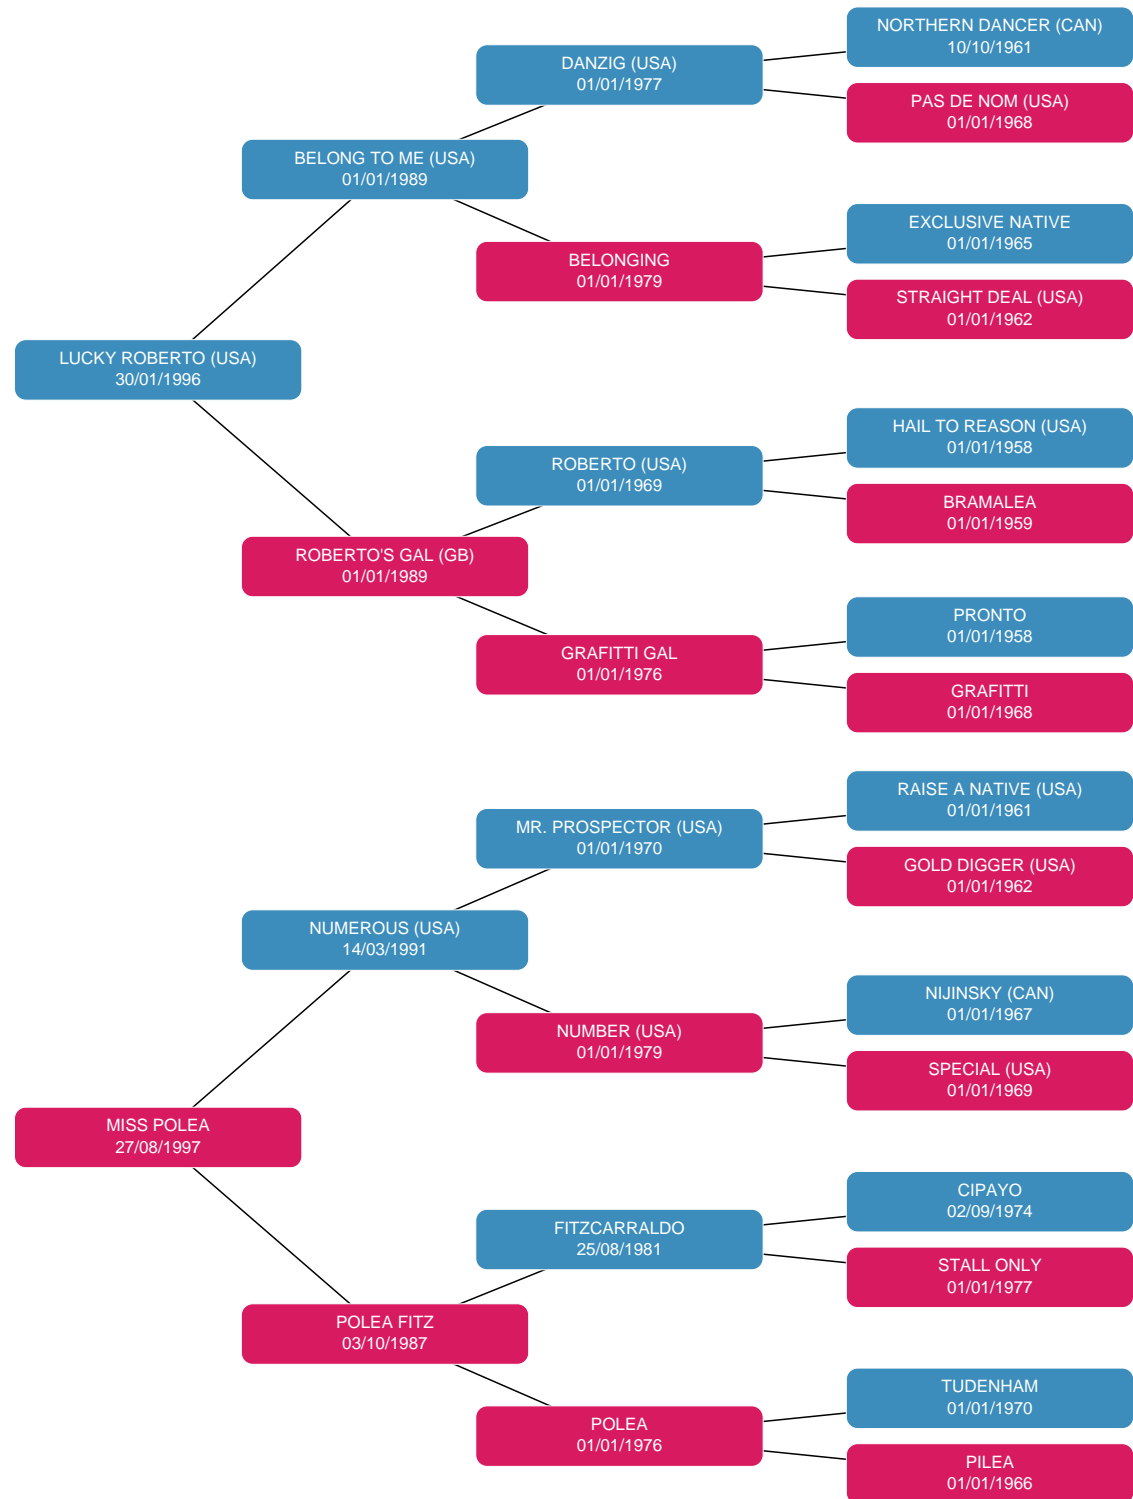 NORTHERN DANCER (CAN)
10/10/1961
DANZIG (USA)
01/01/1977
PAS DE NOM (USA)
01/01/1968
BELONG TO ME (USA)
01/01/1989
EXCLUSIVE NATIVE
01/01/1965
BELONGING
01/01/1979
STRAIGHT DEAL (USA)
01/01/1962
LUCKY ROBERTO (USA)
30/01/1996
HAIL TO REASON (USA)
01/01/1958
ROBERTO (USA)
01/01/1969
BRAMALEA
01/01/1959
ROBERTO'S GAL (GB)
01/01/1989
PRONTO
01/01/1958
GRAFITTI GAL
01/01/1976
GRAFITTI
01/01/1968
RAISE A NATIVE (USA)
01/01/1961
MR. PROSPECTOR (USA)
01/01/1970
GOLD DIGGER (USA)
01/01/1962
NUMEROUS (USA)
14/03/1991
NIJINSKY (CAN)
01/01/1967
NUMBER (USA)
01/01/1979
SPECIAL (USA)
01/01/1969
MISS POLEA
27/08/1997
CIPAYO
02/09/1974
FITZCARRALDO
25/08/1981
STALL ONLY
01/01/1977
POLEA FITZ
03/10/1987
TUDENHAM
01/01/1970
POLEA
01/01/1976
PILEA
01/01/1966